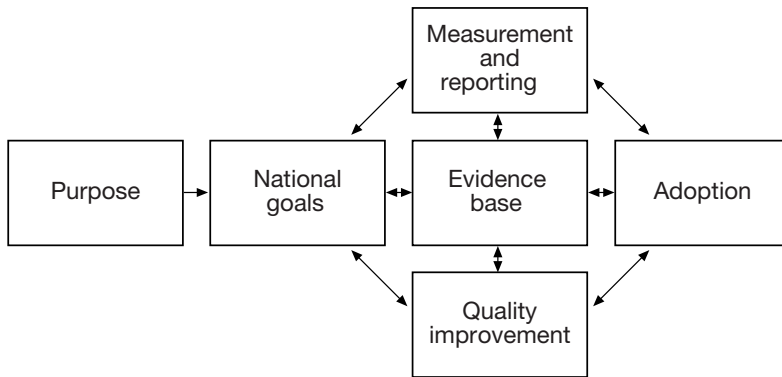 Measurement
and
reporting
Purpose
National
goals
Evidence
base
Adoption
Quality
improvement